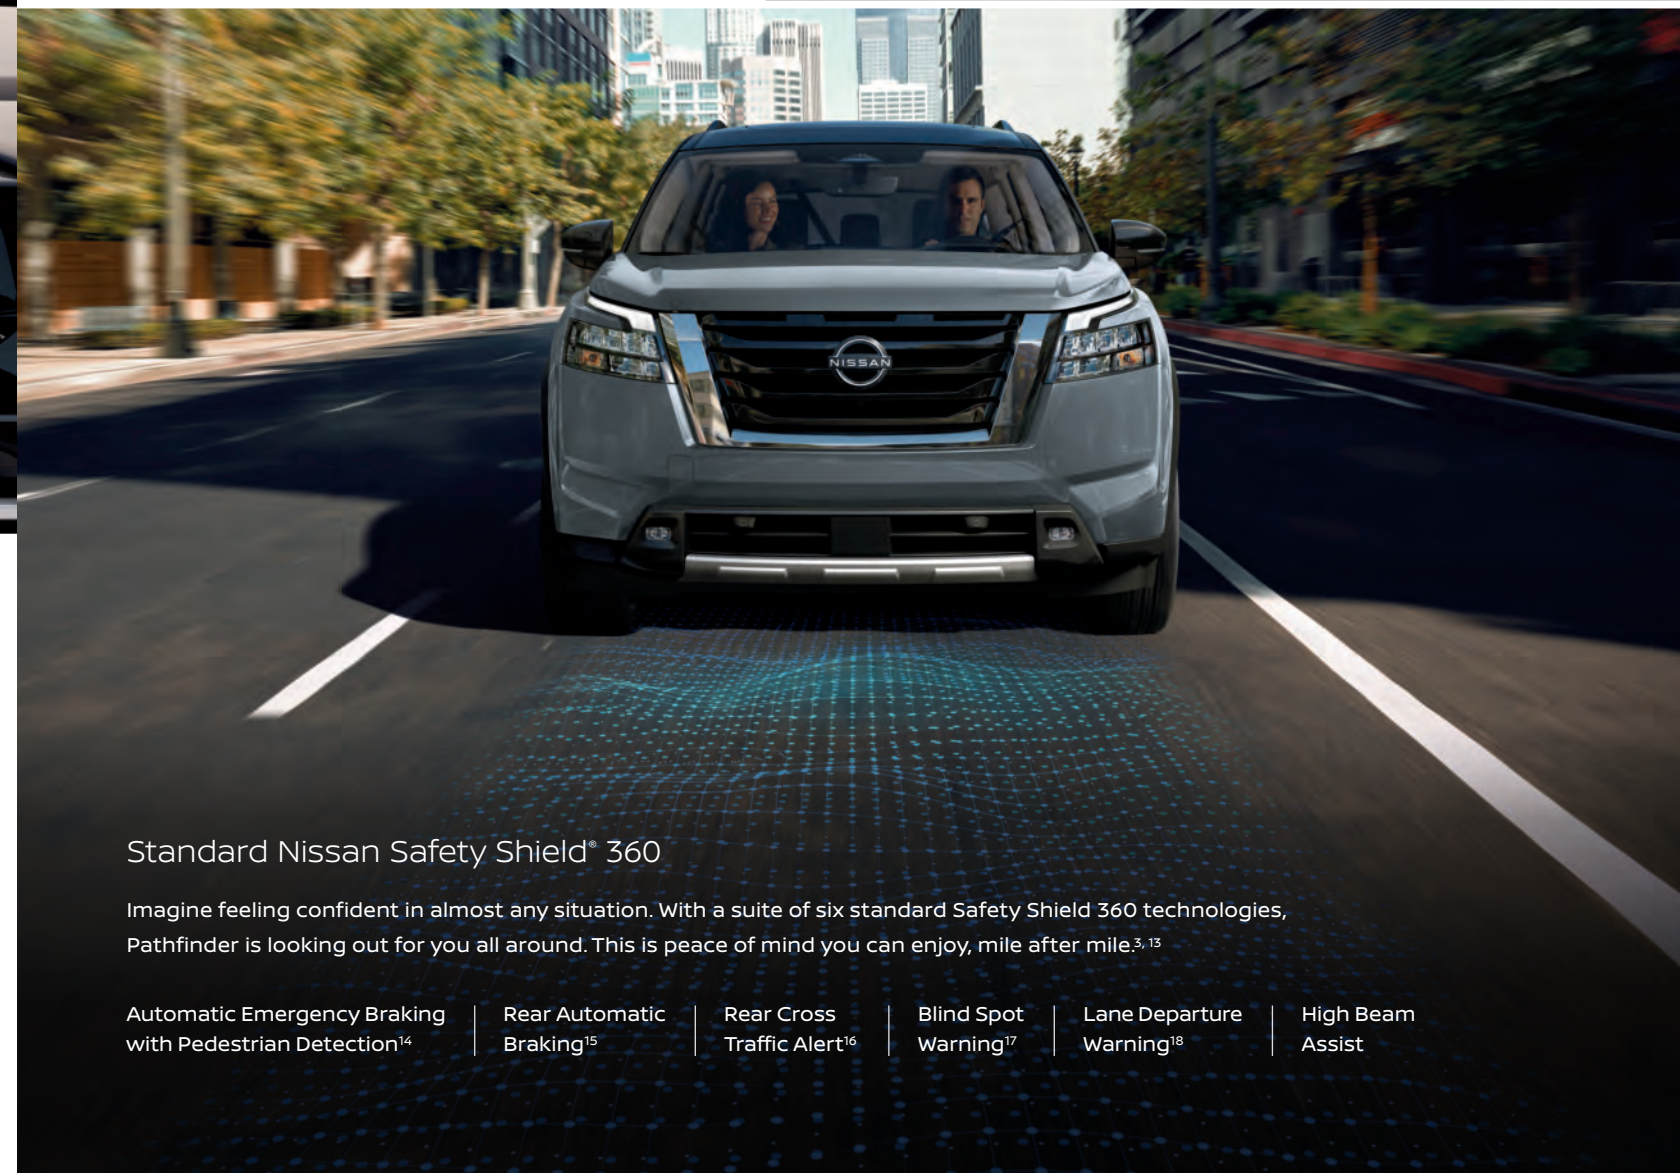 NISSAN
Standard Nissan Safety Shield® 360
Imagine feeling confident in almost any situation. With a suite of six standard Safety Shield 360 technologies,
Pathfinder is looking out for you all around. This is peace of mind you can enjoy, mile after mile.3, 13
Automatic Emergency Braking
with Pedestrian Detection14
Rear Automatic
Braking15
Rear Cross
Traffic Alert16
Blind Spot
Warning17
Lane Departure
Warning18
High Beam
Assist